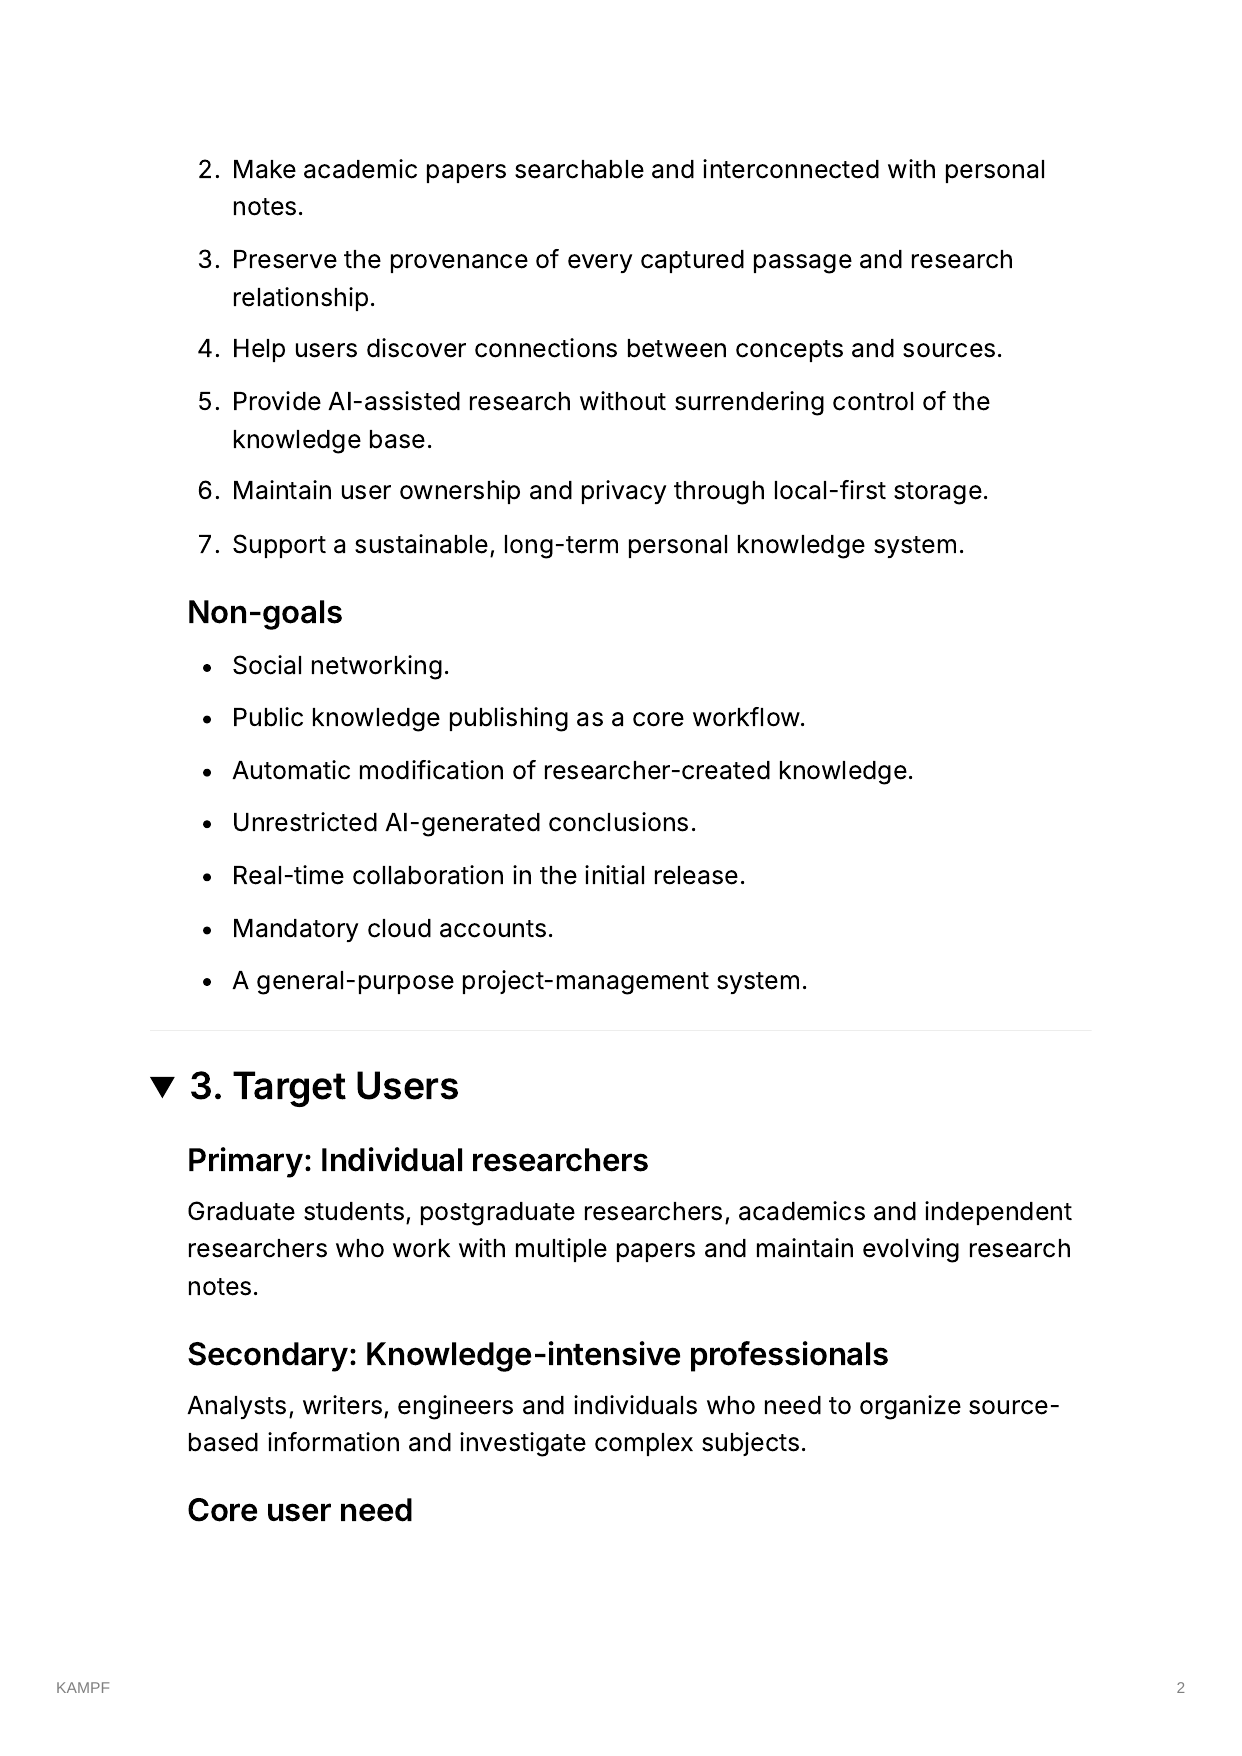 2. Make academic papers searchable and interconnected with personal
notes.
3. Preserve the provenance of every captured passage and research
relationship.
4. Help users discover connections between concepts and sources.
5. Provide AI-assisted research without surrendering control of the
knowledge base.
6. Maintain user ownership and privacy through local-first storage.
7. Support a sustainable, long-term personal knowledge system.
Non-goals
• Social networking.
• Public knowledge publishing as a core workflow.
• Automatic modification of researcher-created knowledge.
• Unrestricted AI-generated conclusions.
• Real-time collaboration in the initial release.
• Mandatory cloud accounts.
• A general-purpose project-management system.
▼ 3. Target Users
Primary: Individual researchers
Graduate students, postgraduate researchers, academics and independent
researchers who work with multiple papers and maintain evolving research
notes.
Secondary: Knowledge-intensive professionals
Analysts, writers, engineers and individuals who need to organize source-
based information and investigate complex subjects.
Core user need
KAMPF 2